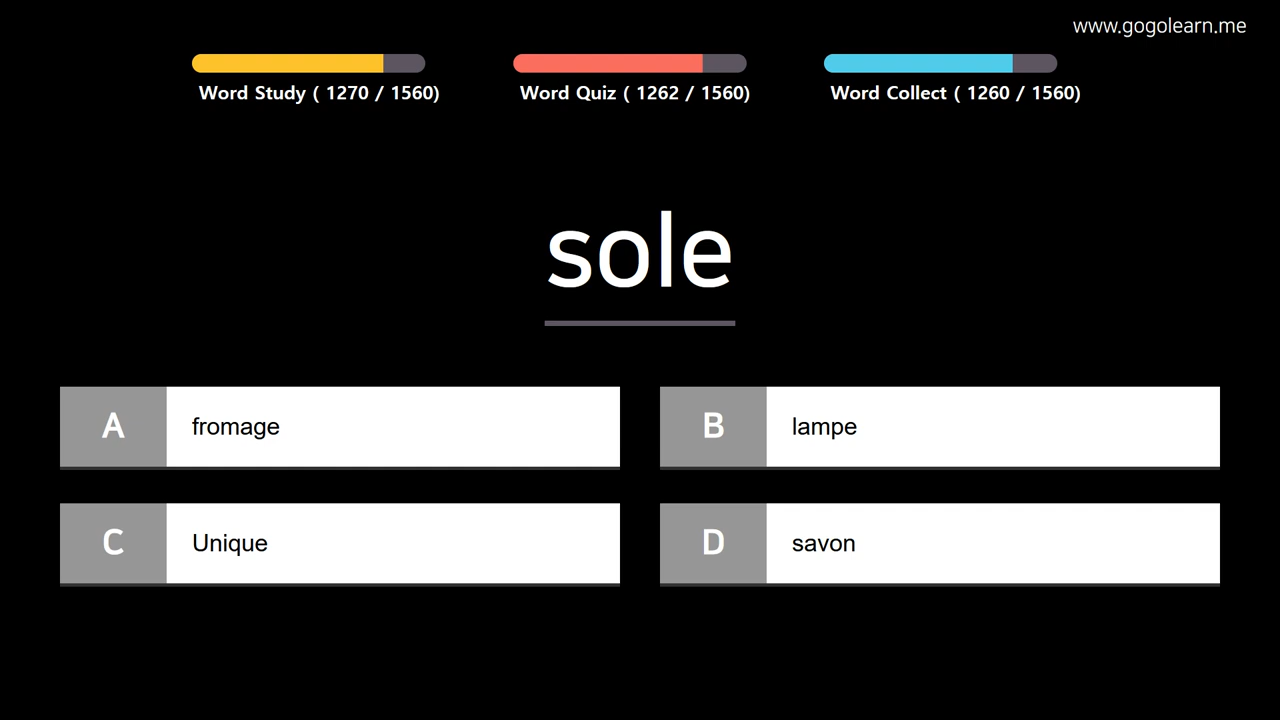 www.gogolearn.me
Word Study ( 1270 / 1560)
Word Quiz ( 1262 / 1560)
Word Collect ( 1260 / 1560)
sole
A fromage
B lampe
C Unique
D savon